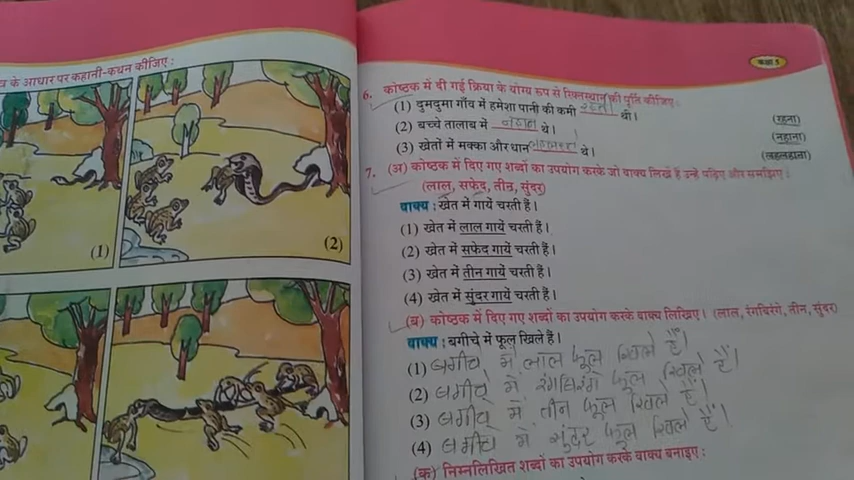 के आधार पर कहानी-कथन कीजिए :
(1)
(2)
कक्षा 5
6. कोष्ठक में दी गई क्रिया के योग्य रूप से रिक्तस्थान की पूर्ति कीजिए :
(1) दुमदुमा गाँव में हमेशा पानी की कमी रहती थी। (रहना)
(2) बच्चे तालाब में नहाते थे। (नहाना)
(3) खेतों में मक्का और धान थे। (लहलहाना)
7. (अ) कोष्ठक में दिए गए शब्दों का उपयोग करके जो वाक्य लिखे हैं उन्हें पढ़िए और समझिए :
(लाल, सफेद, तीन, सुंदर)
वाक्य : खेत में गायें चरती हैं।
(1) खेत में लाल गायें चरती हैं।
(2) खेत में सफेद गायें चरती हैं।
(3) खेत में तीन गायें चरती हैं।
(4) खेत में सुंदर गायें चरती हैं।
(ब) कोष्ठक में दिए गए शब्दों का उपयोग करके वाक्य लिखिए। (लाल, रंगबिरंगे, तीन, सुंदर)
वाक्य : बगीचे में फूल खिले हैं।
(1) बगीचे में लाल फूल खिले हैं।
(2) बगीचे में रंगबिरंगे फूल खिले हैं।
(3) बगीचे में तीन फूल खिले हैं।
(4) बगीचे में सुंदर फूल खिले हैं।
(क) निम्नलिखित शब्दों का उपयोग करके वाक्य बनाइए :